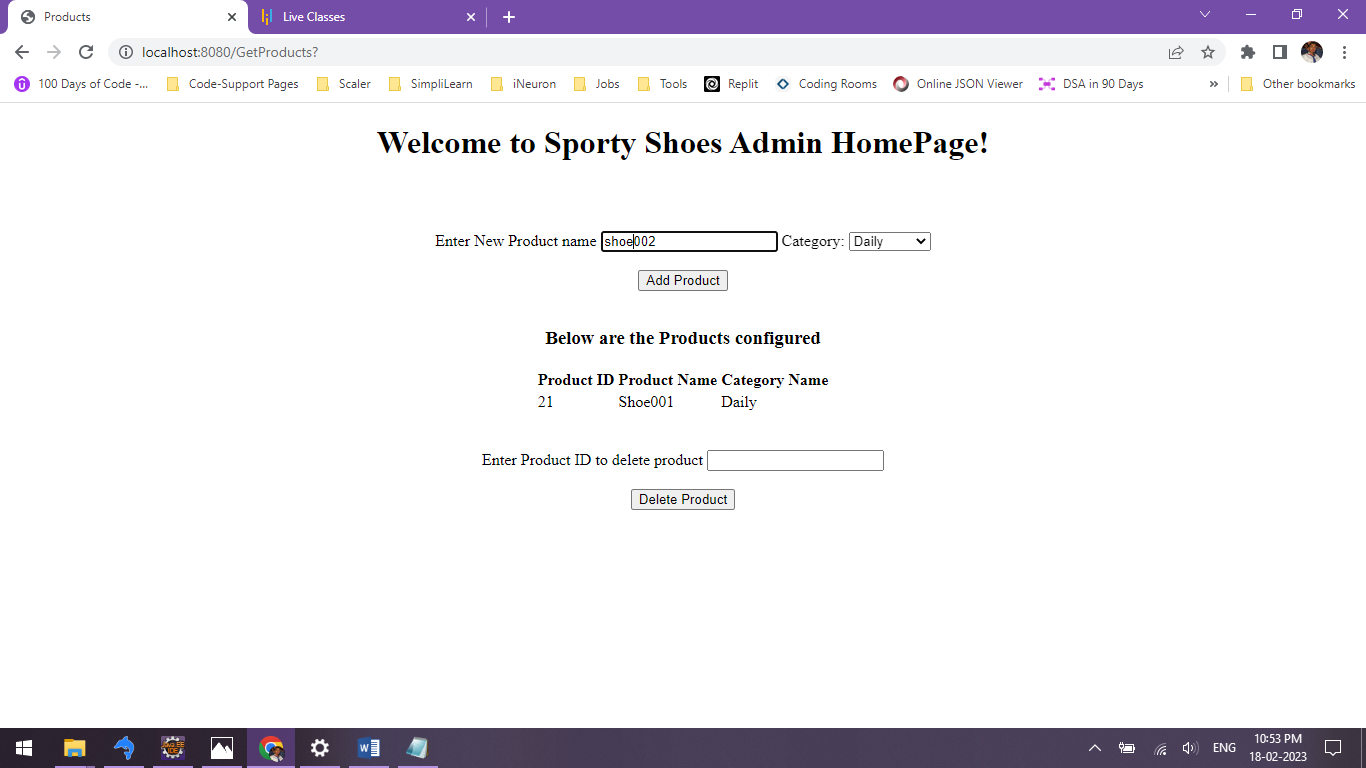 Products
Live Classes
localhost:8080/GetProducts?
100 Days of Code -... Code-Support Pages Scaler SimpliLearn iNeuron Jobs Tools Replit Coding Rooms Online JSON Viewer DSA in 90 Days » Other bookmarks
Welcome to Sporty Shoes Admin HomePage!
Enter New Product name shoe002 Category: Daily
Add Product
Below are the Products configured
Product ID Product Name Category Name
21 Shoe001 Daily
Enter Product ID to delete product
Delete Product
ENG 10:53 PM
18-02-2023